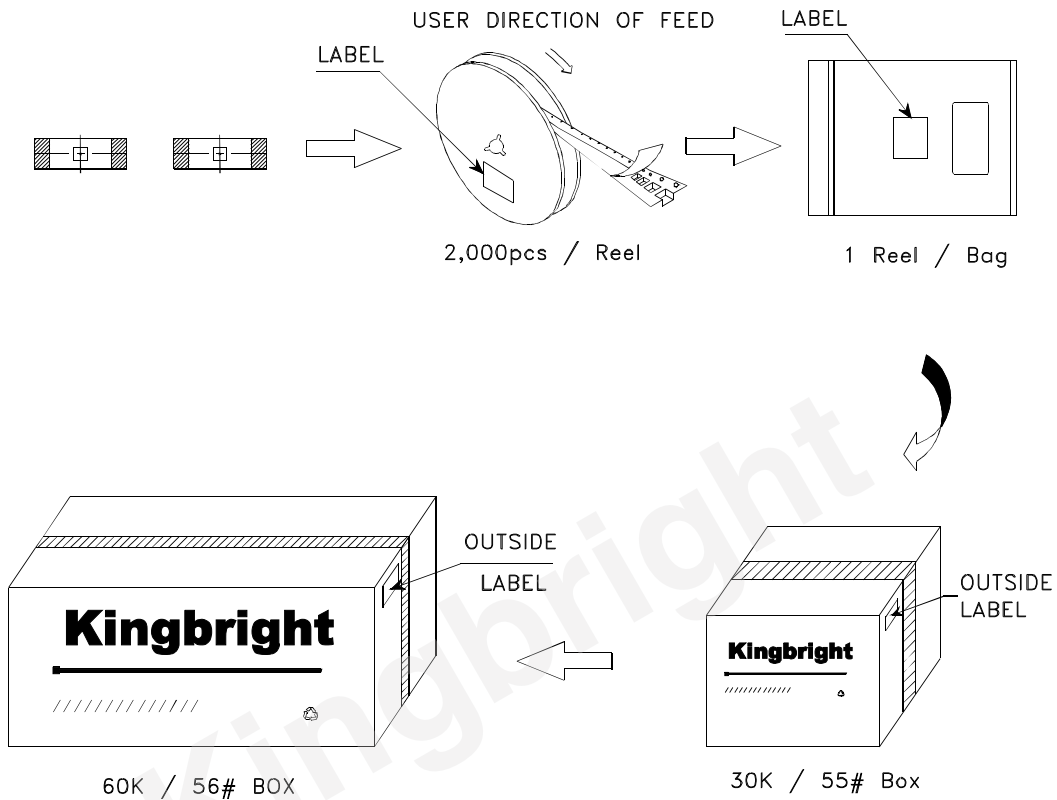 USER DIRECTION OF FEED
LABEL
LABEL
2,000pcs / Reel
1 Reel / Bag
OUTSIDE
LABEL
OUTSIDE
LABEL
Kingbright
Kingbright
60K / 56# BOX
30K / 55# Box
Kingbright